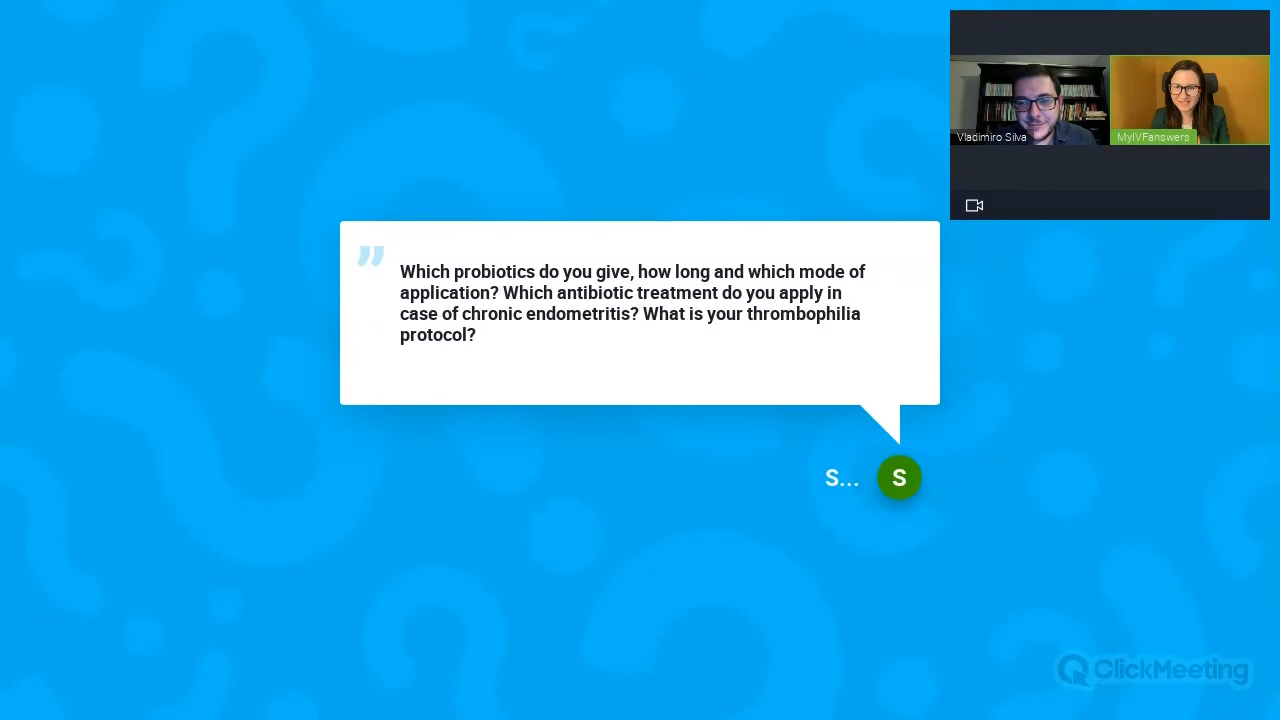 Vladimiro Silva
MyIVFanswers
”
Which probiotics do you give, how long and which mode of
application? Which antibiotic treatment do you apply in
case of chronic endometritis? What is your thrombophilia
protocol?
S...
S
ClickMeeting